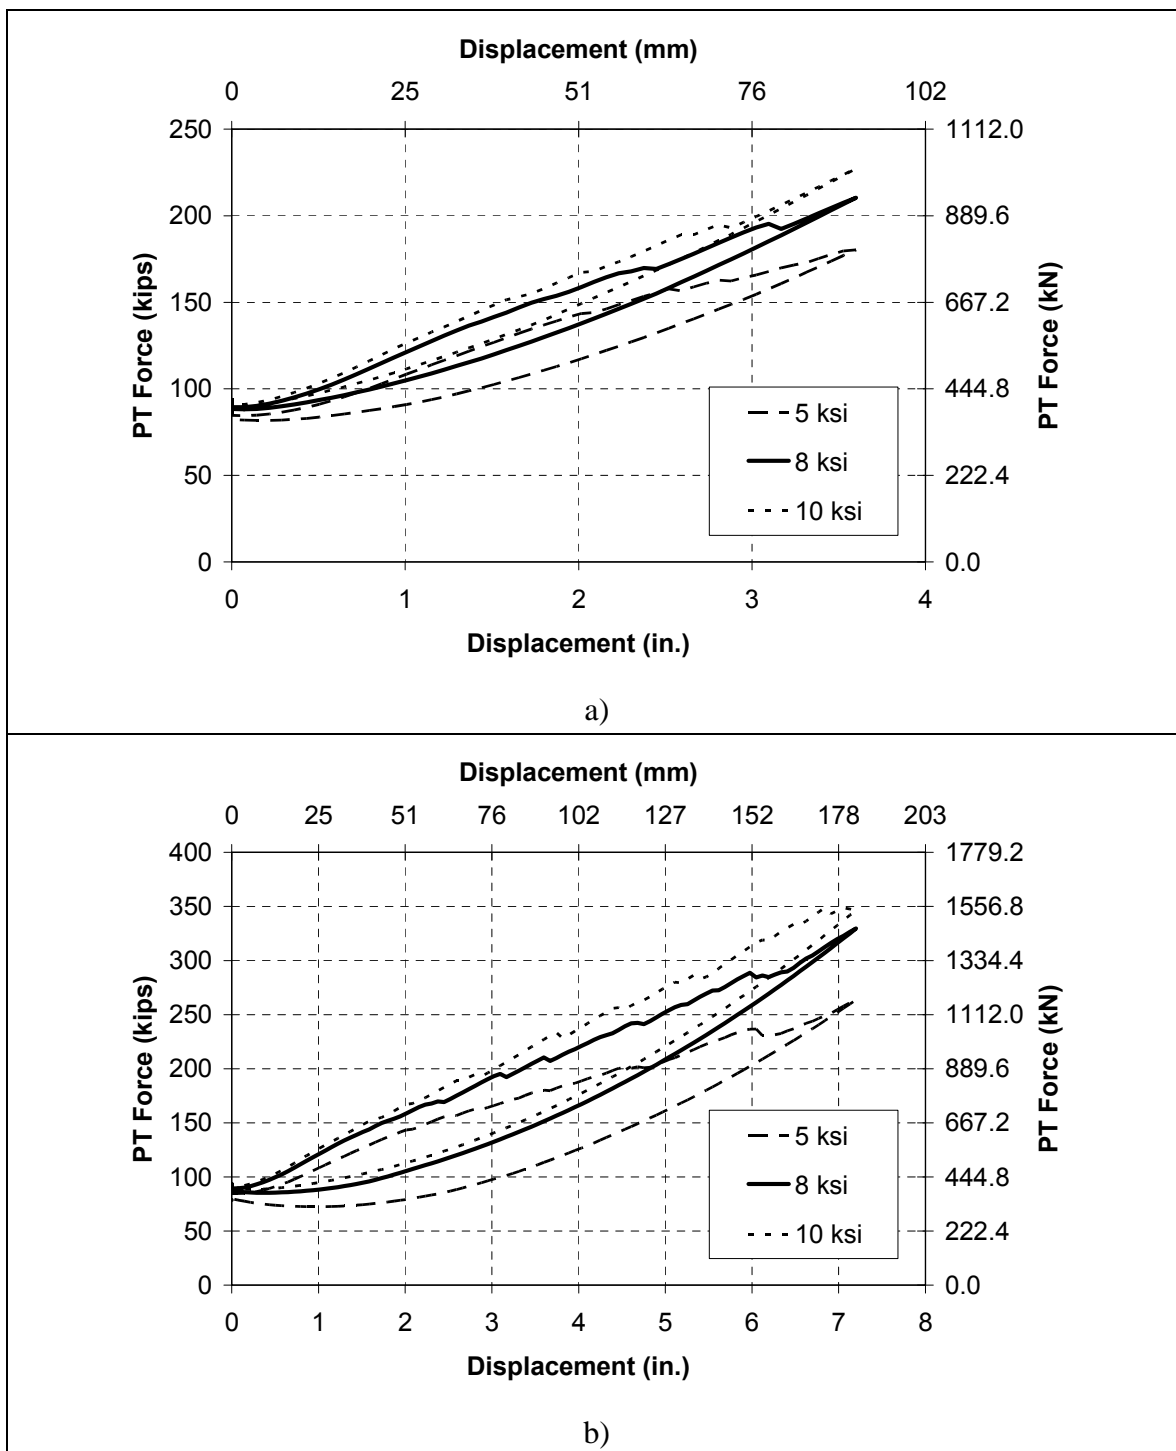 Displacement (mm)
0 25 51 76 102
250 1112.0
200 889.6
150 667.2
100 444.8
50 222.4
0 0.0
PT Force (kips)
PT Force (kN)
5 ksi
8 ksi
10 ksi
0 1 2 3 4
Displacement (in.)
a)
Displacement (mm)
0 25 51 76 102 127 152 178 203
400 1779.2
350 1556.8
300 1334.4
250 1112.0
200 889.6
150 667.2
100 444.8
50 222.4
0 0.0
PT Force (kips)
PT Force (kN)
5 ksi
8 ksi
10 ksi
0 1 2 3 4 5 6 7 8
Displacement (in.)
b)